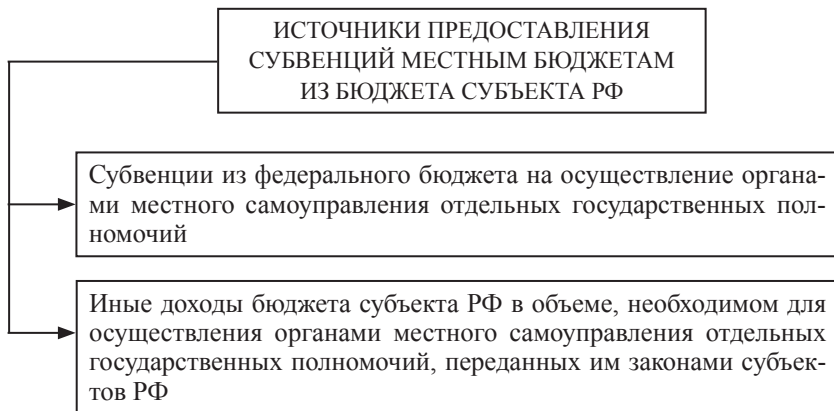 ИСТОЧНИКИ ПРЕДОСТАВЛЕНИЯ
СУБВЕНЦИЙ МЕСТНЫМ БЮДЖЕТАМ
ИЗ БЮДЖЕТА СУБЪЕКТА РФ
Субвенции из федерального бюджета на осуществление органа-
ми местного самоуправления отдельных государственных пол-
номочий
Иные доходы бюджета субъекта РФ в объеме, необходимом для
осуществления органами местного самоуправления отдельных
государственных полномочий, переданных им законами субъек-
тов РФ